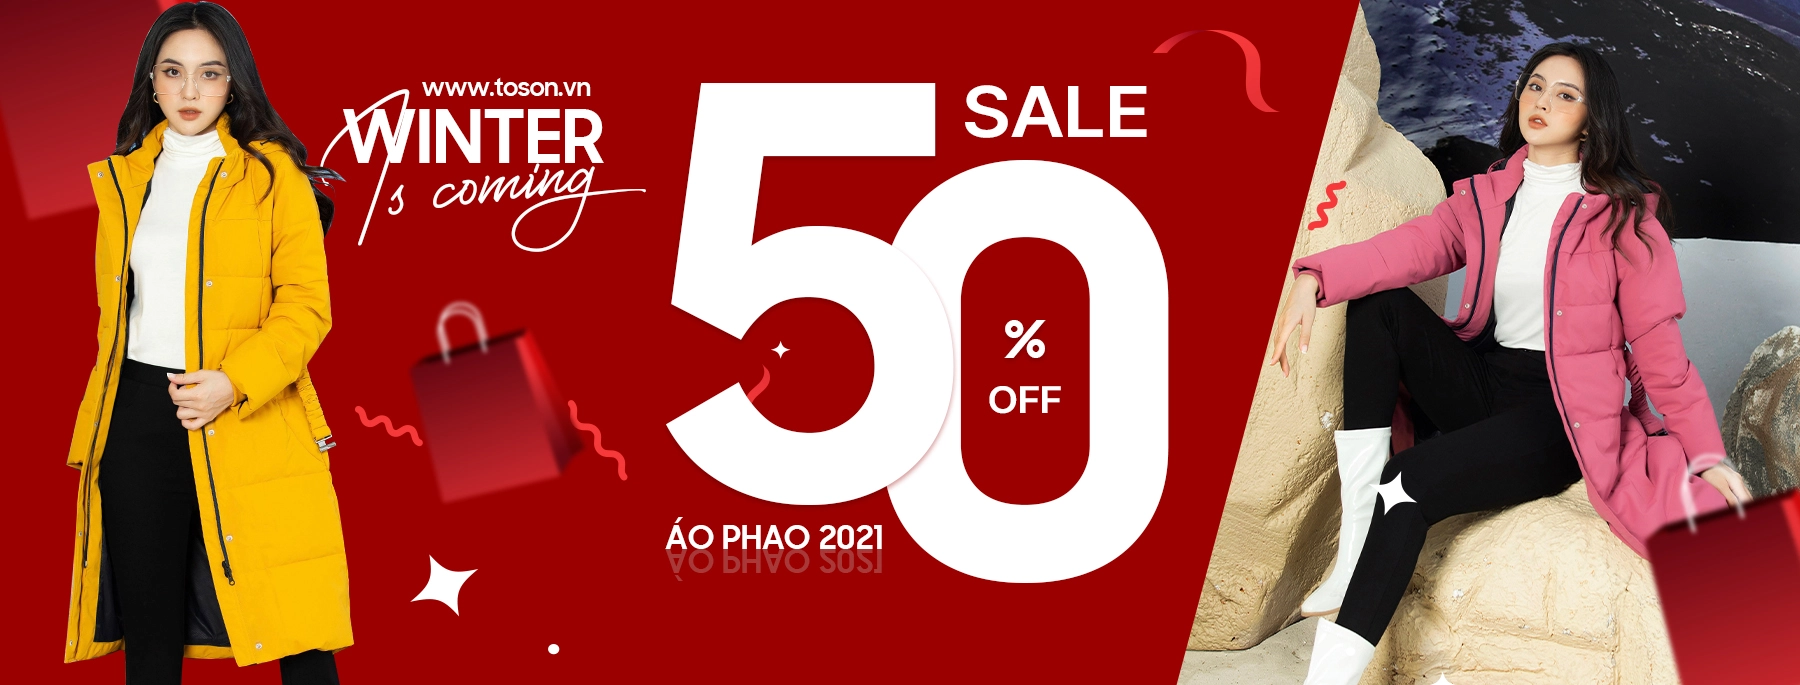 www.toson.vn
WINTER
Is coming
50
SALE
%
OFF
ÁO PHAO 2021